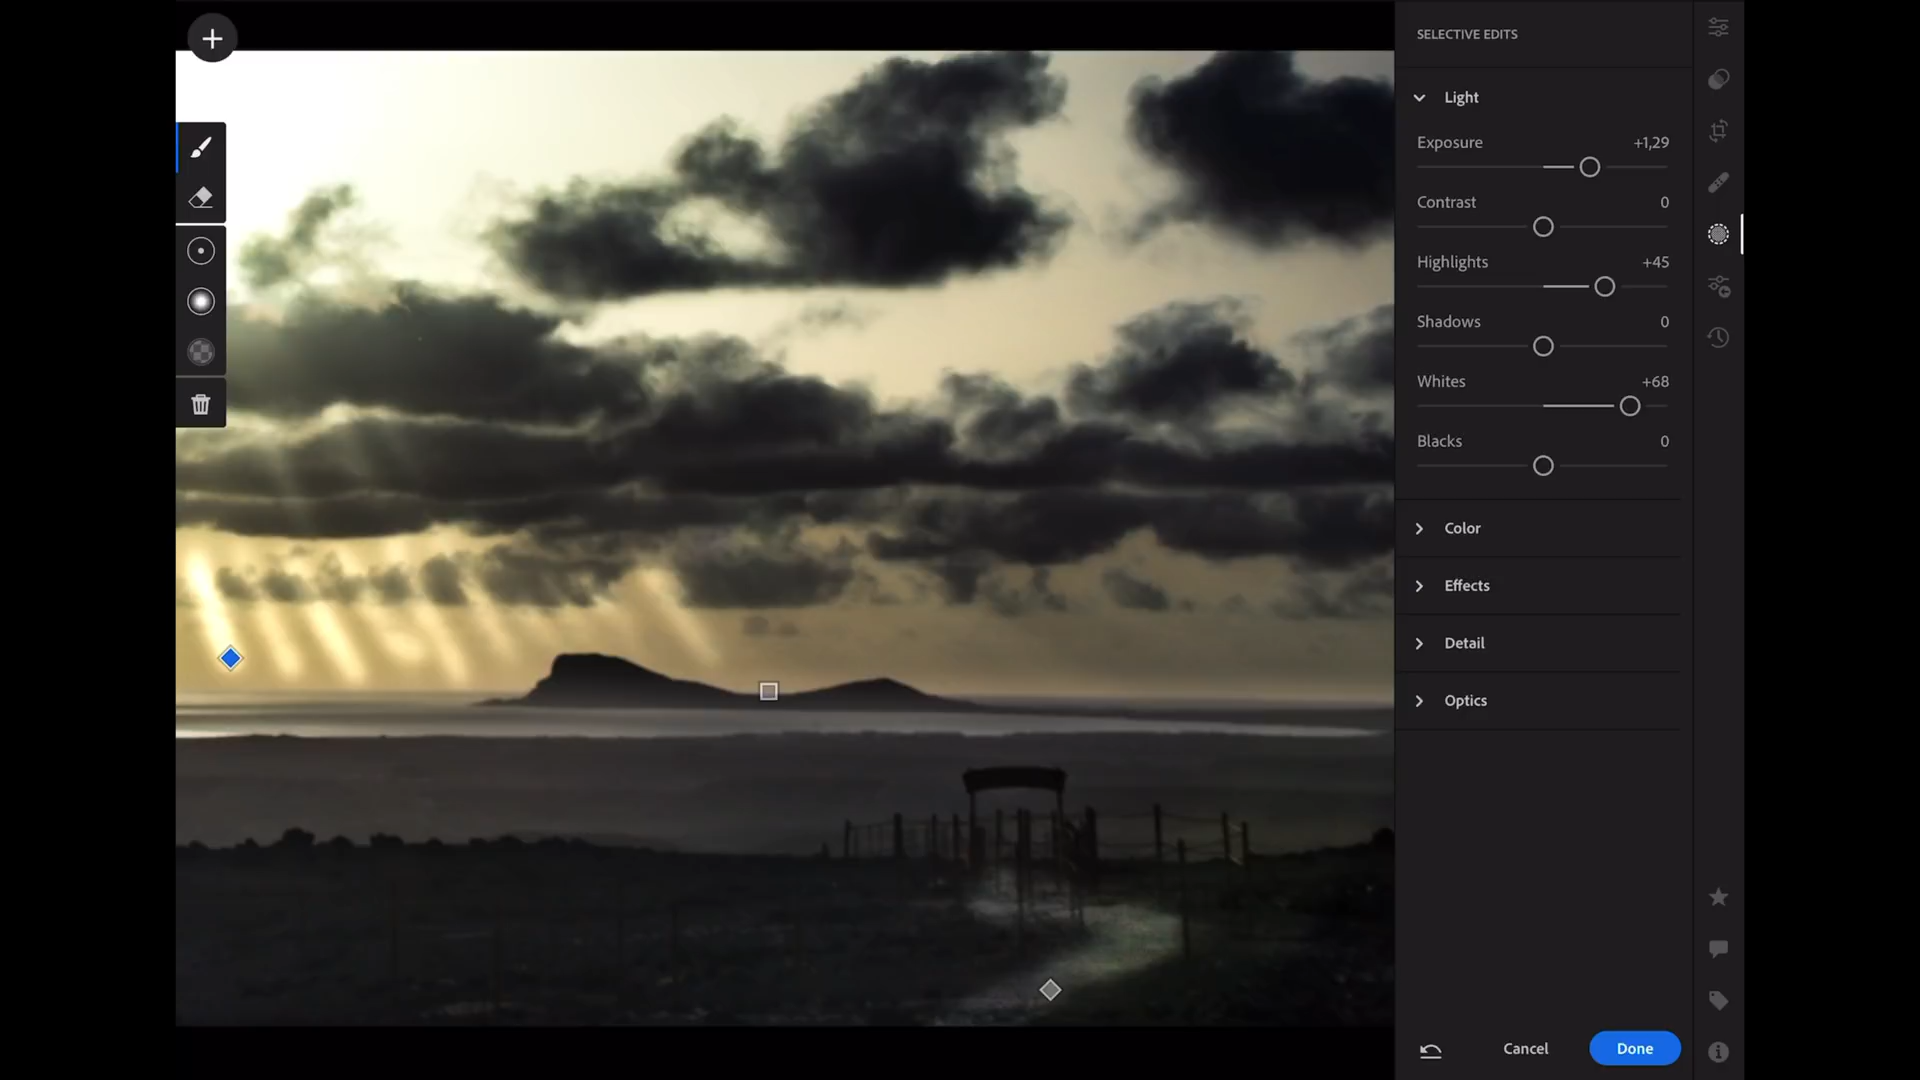 SELECTIVE EDITS
Light
Exposure +1,29
Contrast 0
Highlights +45
Shadows 0
Whites +68
Blacks 0
Color
Effects
Detail
Optics
Cancel Done